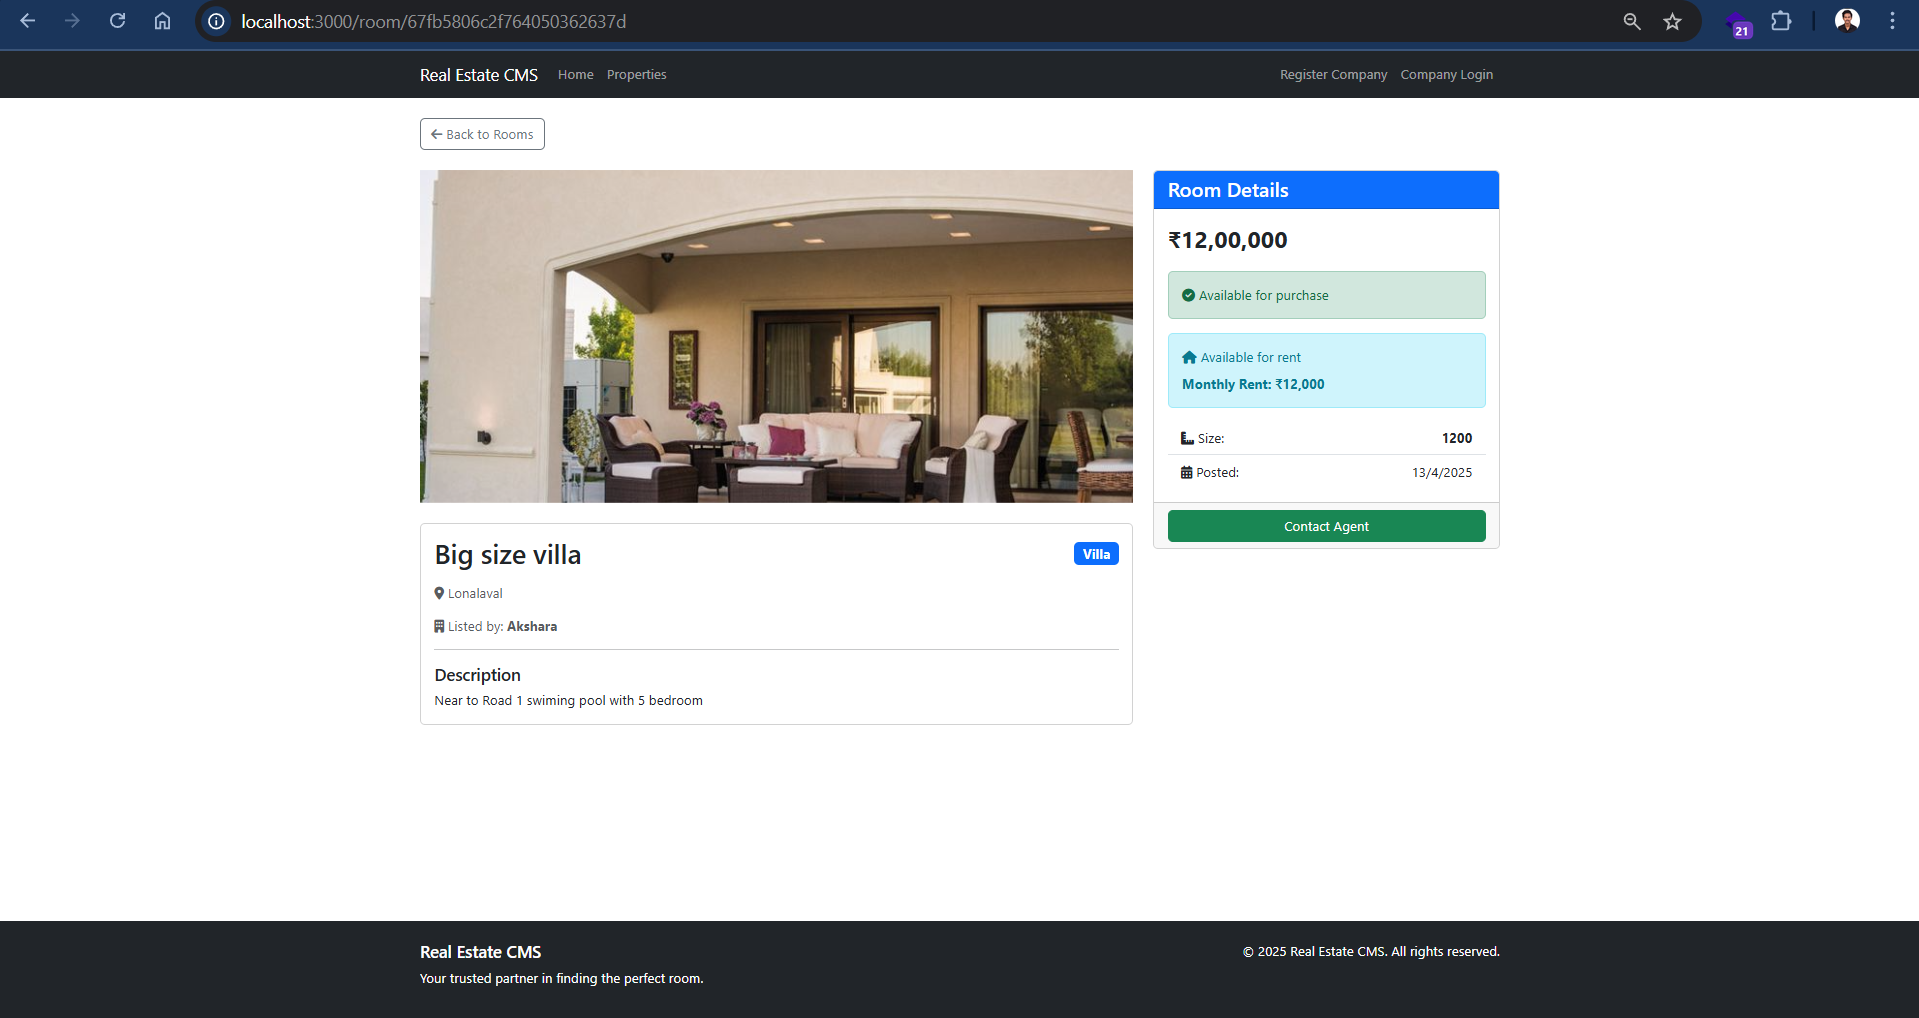 localhost:3000/room/67fb5806c2f764050362637d
21
Real Estate CMS
Home
Properties
Register Company
Company Login
Back to Rooms
Room Details
₹12,00,000
Available for purchase
Available for rent
Monthly Rent: ₹12,000
Size: 1200
Posted: 13/4/2025
Contact Agent
Big size villa
Villa
Lonalaval
Listed by: Akshara
Description
Near to Road 1 swiming pool with 5 bedroom
Real Estate CMS
Your trusted partner in finding the perfect room.
© 2025 Real Estate CMS. All rights reserved.